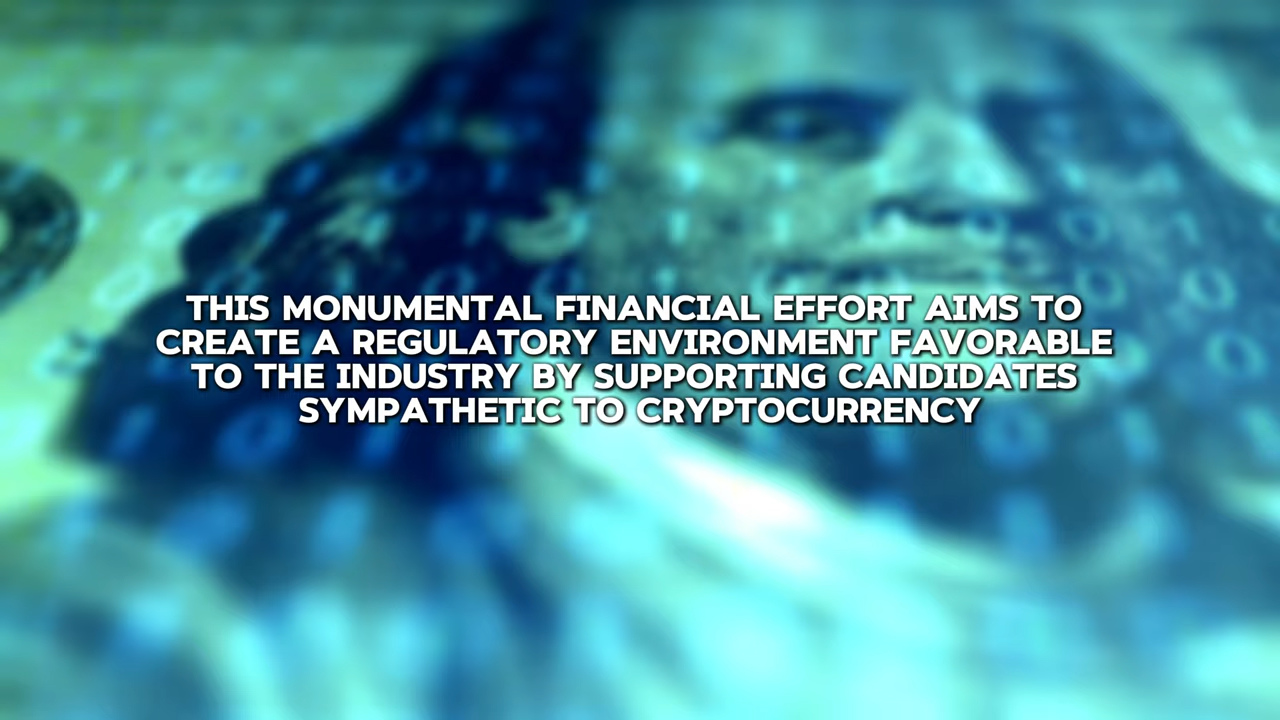 THIS MONUMENTAL FINANCIAL EFFORT AIMS TO
CREATE A REGULATORY ENVIRONMENT FAVORABLE
TO THE INDUSTRY BY SUPPORTING CANDIDATES
SYMPATHETIC TO CRYPTOCURRENCY